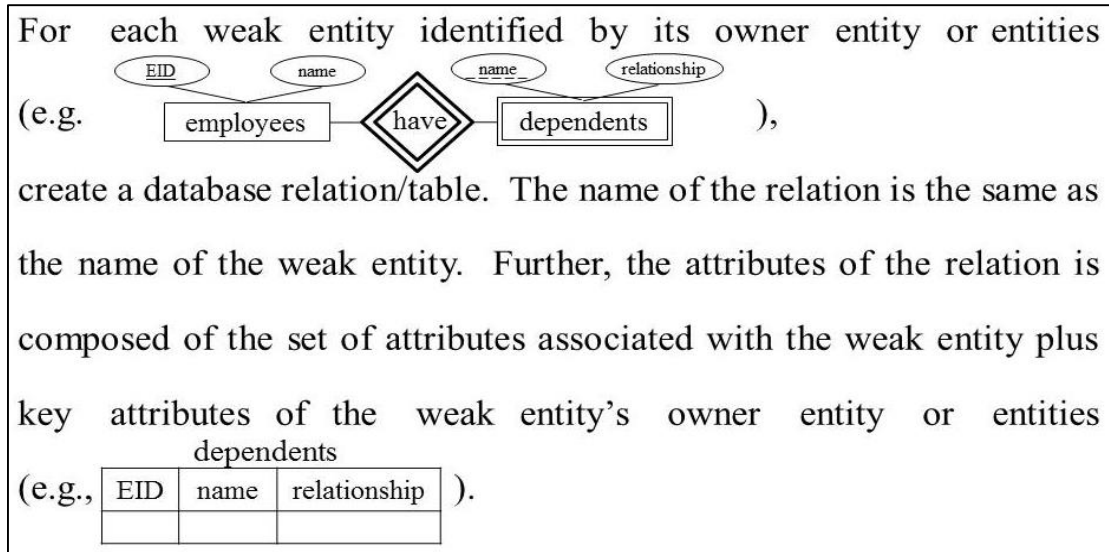 For each weak entity identified by its owner entity or entities
EID name name relationship
(e.g. employees have dependents ),
create a database relation/table. The name of the relation is the same as
the name of the weak entity. Further, the attributes of the relation is
composed of the set of attributes associated with the weak entity plus
key attributes of the weak entity’s owner entity or entities
dependents
(e.g., EID name relationship ).